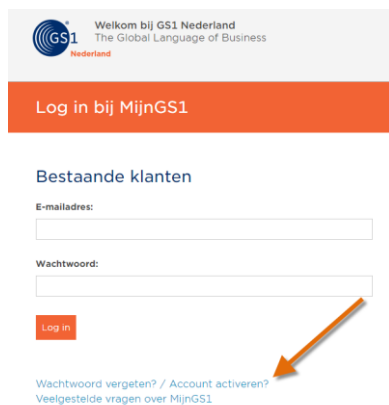 GS1
Nederland
Welkom bij GS1 Nederland
The Global Language of Business
Log in bij MijnGS1
Bestaande klanten
E-mailadres:
Wachtwoord:
Log in
Wachtwoord vergeten? / Account activeren?
Veelgestelde vragen over MijnGS1